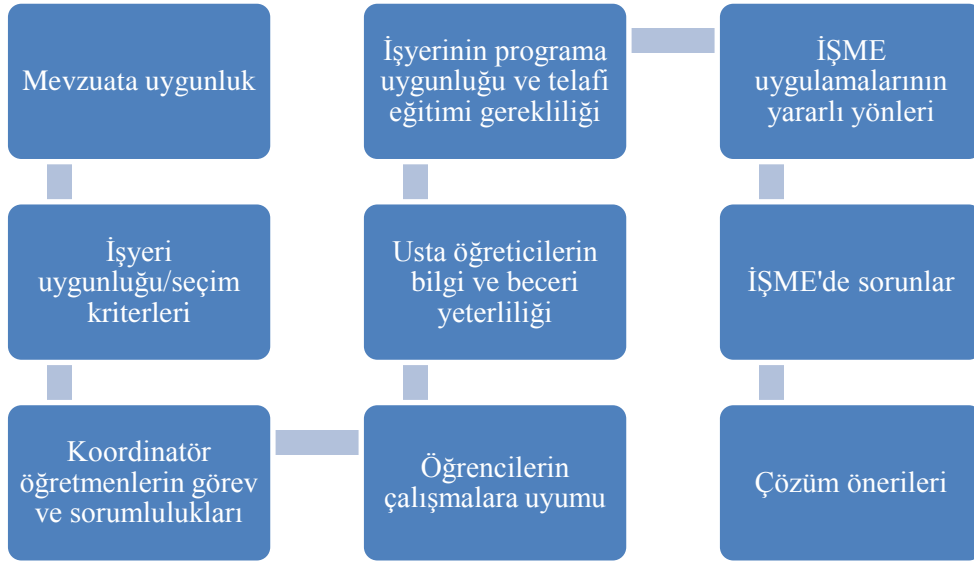 Mevzuata uygunluk
İşyeri
uygunluğu/seçim
kriterleri
Koordinatör
öğretmenlerin görev
ve sorumlulukları
Öğrencilerin
çalışmalara uyumu
Usta öğreticilerin
bilgi ve beceri
yeterliliği
İşyerinin programa
uygunluğu ve telafi
eğitimi gerekliliği
İŞME
uygulamalarının
yararlı yönleri
İŞME'de sorunlar
Çözüm önerileri